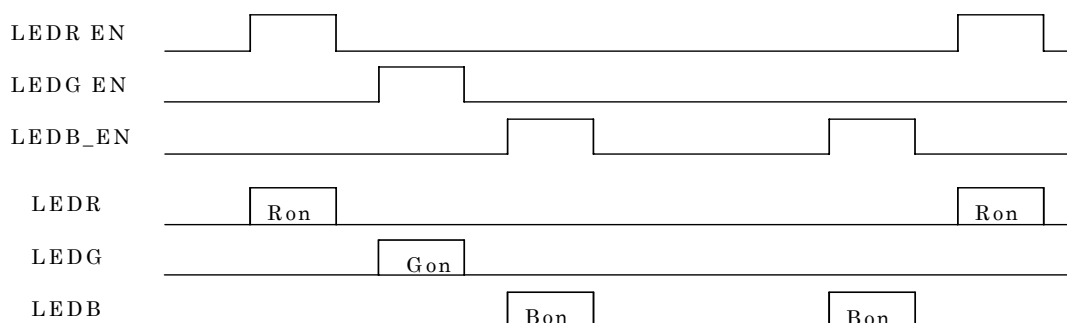 LEDR EN
LEDG EN
LEDB_EN
LEDR Ron Ron
LEDG Gon
LEDB Bon Bon